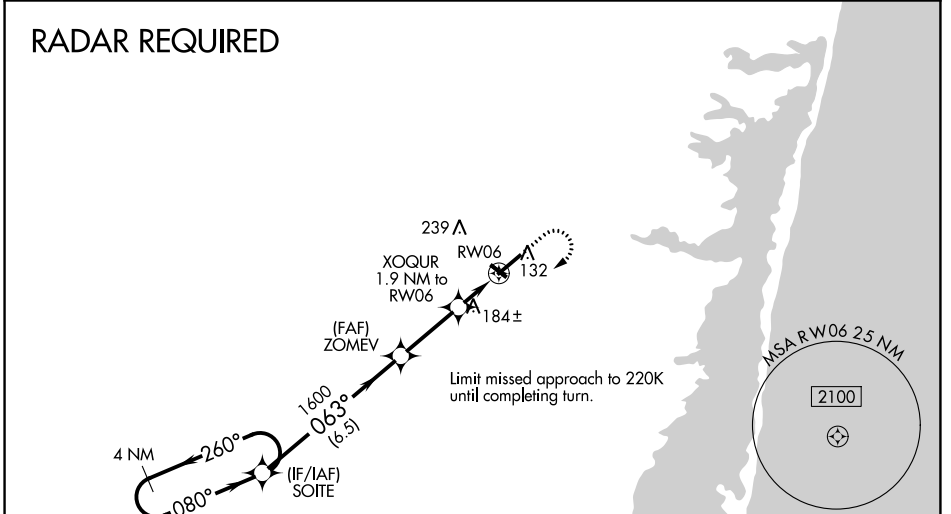 RADAR REQUIRED
239
RW06
132
XOQUR
1.9 NM to
RW06
184±
(FAF)
ZOMEV
Limit missed approach to 220K
until completing turn.
MSA RW06 25 NM
2100
1600
063°
(6.5)
4 NM
260°
080°
(IF/IAF)
SOITE